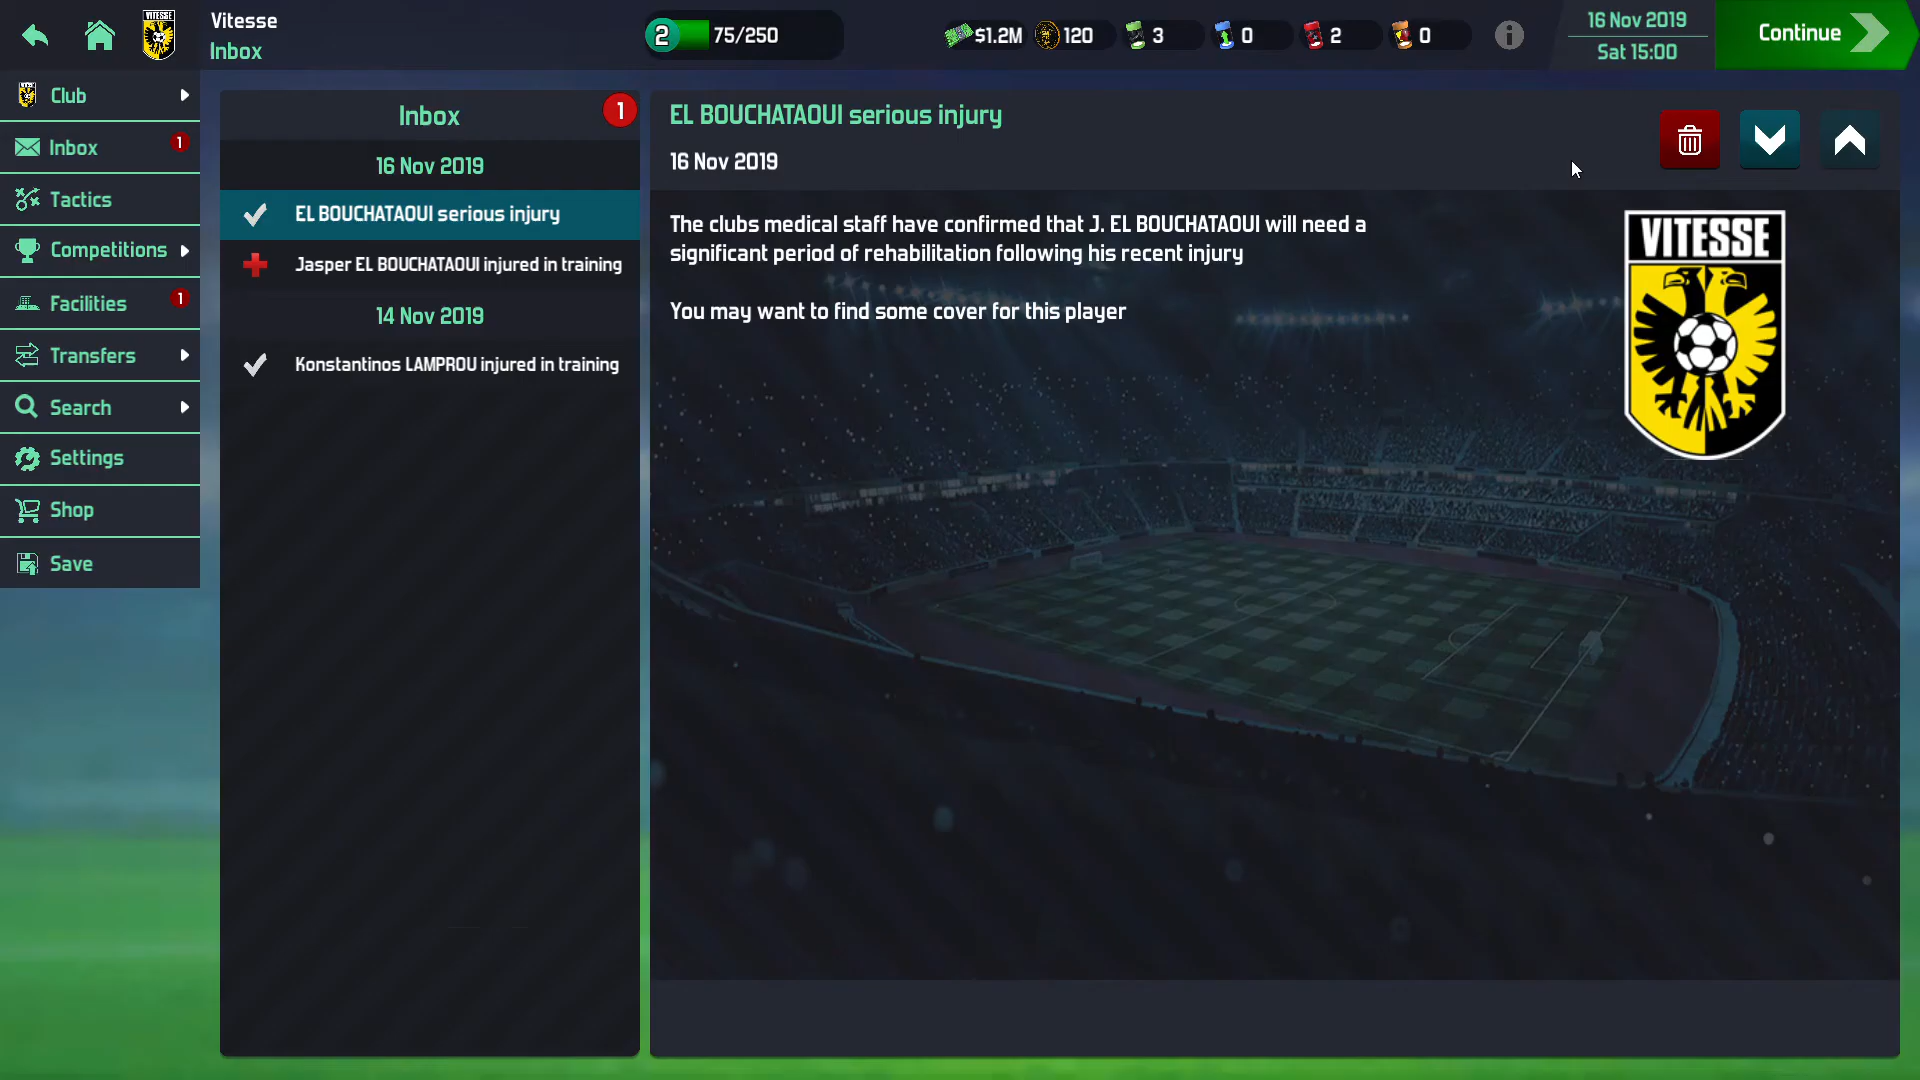 Vitesse
Inbox
2 75/250
$1.2M 120 3 0 2 0
16 Nov 2019
Sat 15:00
Continue
Club
Inbox 1
Tactics
Competitions
Facilities 1
Transfers
Search
Settings
Shop
Save
Inbox 1
16 Nov 2019
EL BOUCHATAOUI serious injury
Jasper EL BOUCHATAOUI injured in training
14 Nov 2019
Konstantinos LAMPROU injured in training
EL BOUCHATAOUI serious injury
16 Nov 2019
The clubs medical staff have confirmed that J. EL BOUCHATAOUI will need a
significant period of rehabilitation following his recent injury
You may want to find some cover for this player
VITESSE